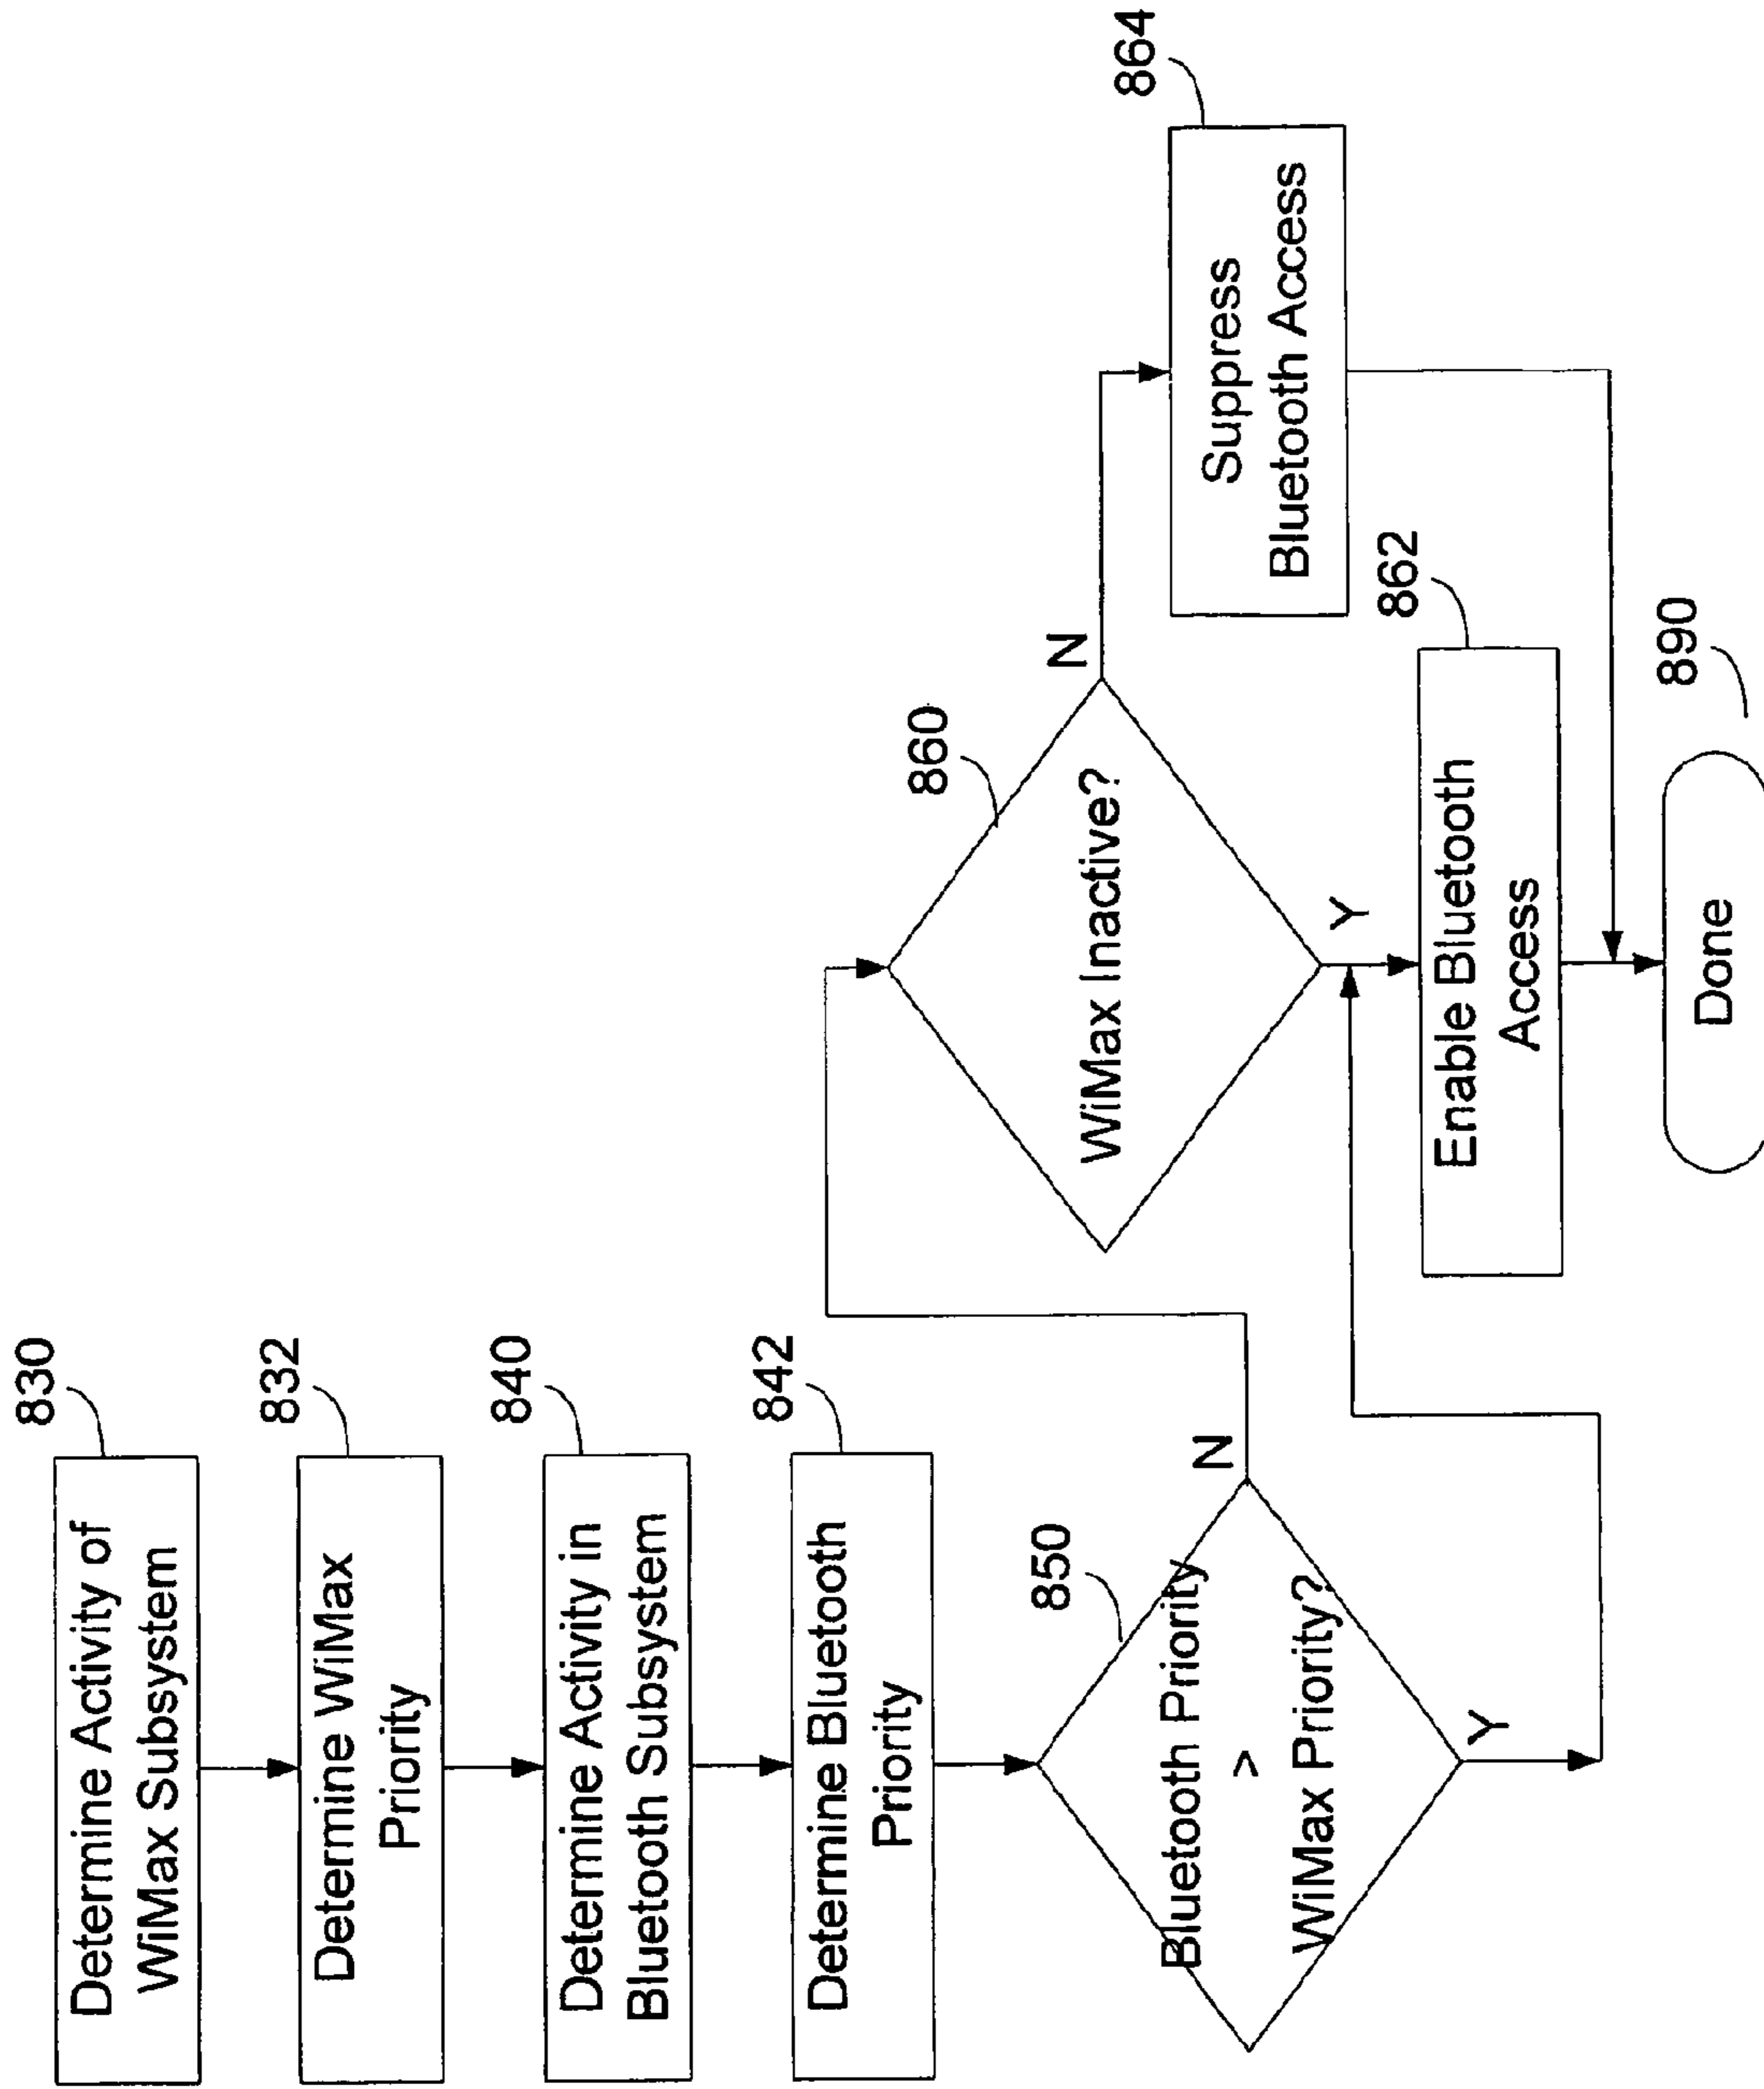 830
Determine Activity of
WiMax Subsystem
832
Determine WiMax
Priority
840
Determine Activity in
Bluetooth Subsystem
842
Determine Bluetooth
Priority
850
Bluetooth Priority
>
WiMax Priority?
N
Y
860
WiMax Inactive?
N
Y
864
Suppress
Bluetooth Access
862
Enable Bluetooth
Access
890
Done